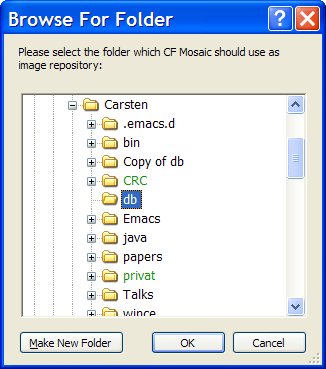 Browse For Folder
Please select the folder which CF Mosaic should use as
image repository:
Carsten
.emacs.d
bin
Copy of db
CRC
db
Emacs
java
papers
privat
Talks
wince
Make New Folder
OK
Cancel